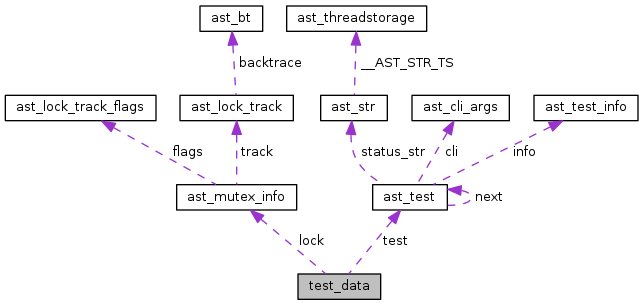 ast_bt
ast_threadstorage
backtrace
__AST_STR_TS
ast_lock_track_flags
ast_lock_track
ast_str
ast_cli_args
ast_test_info
flags
track
status_str
cli
info
ast_mutex_info
ast_test
next
lock
test
test_data